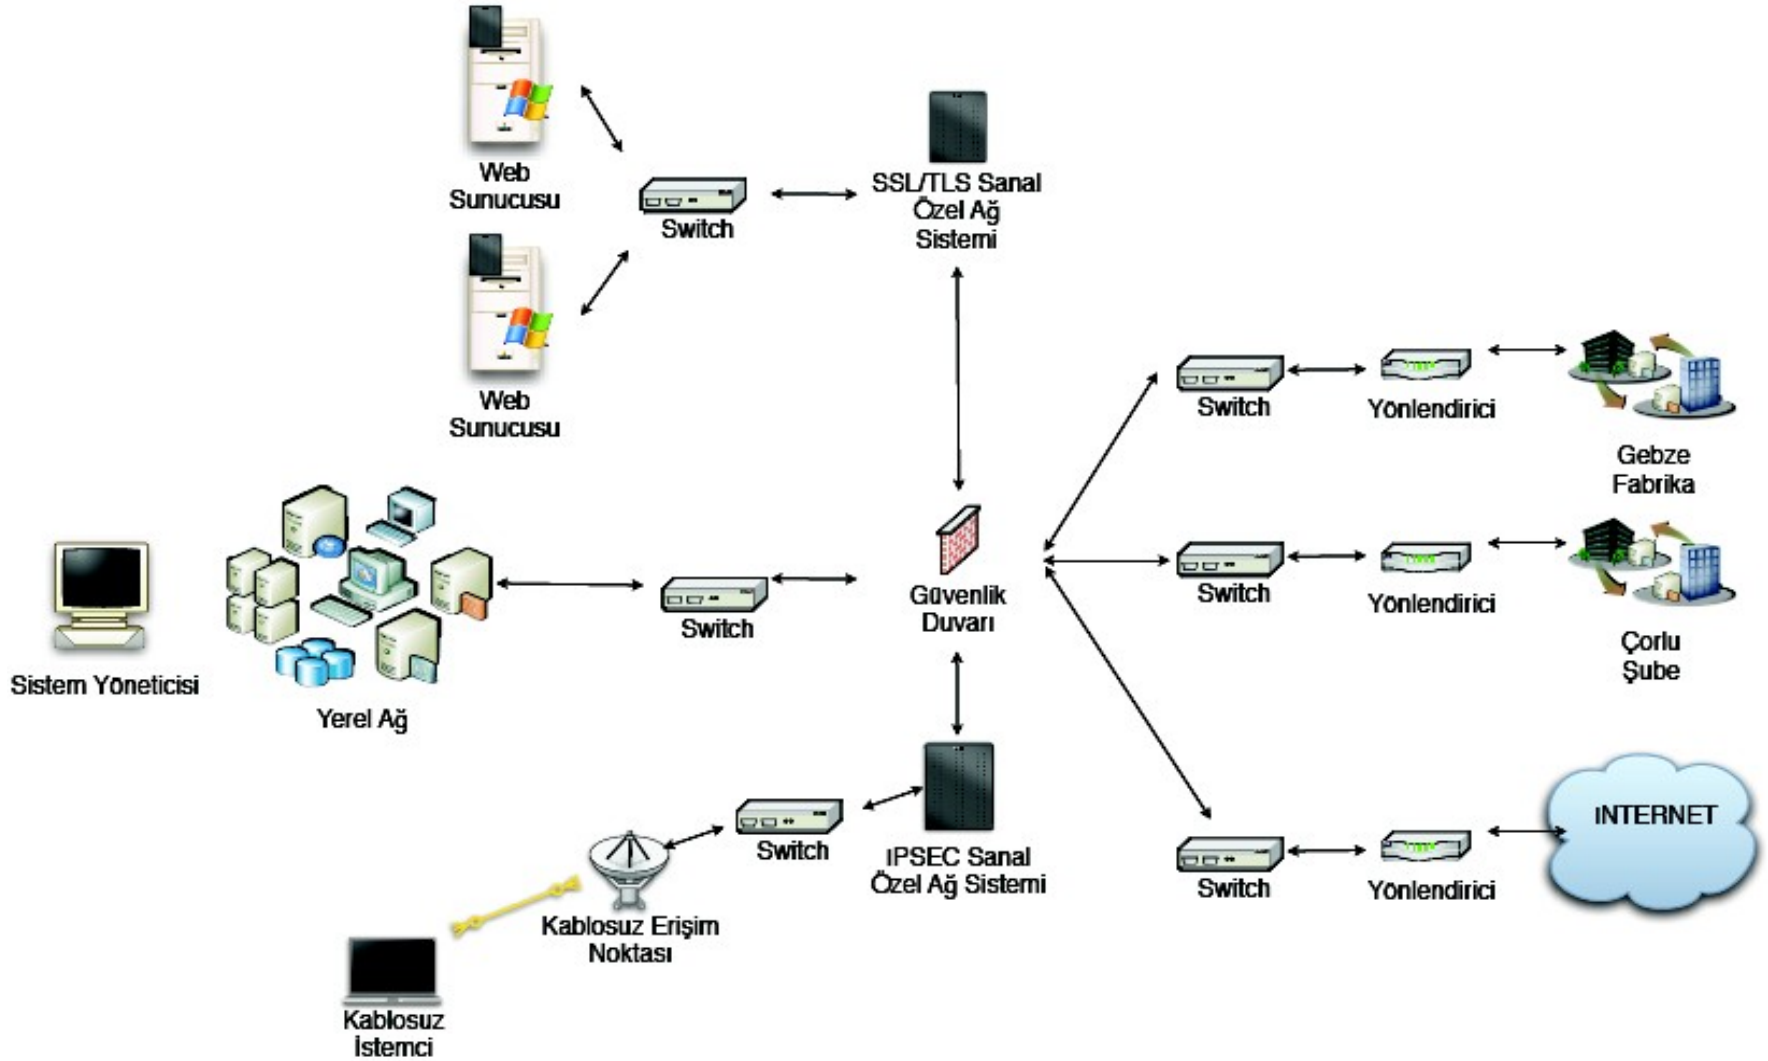 Web
Sunucusu
Switch
SSL/TLS Sanal
Özel Ağ
Sistemi
Web
Sunucusu
Switch
Yönlendirici
Gebze
Fabrika
Sistem Yöneticisi
Yerel Ağ
Switch
Güvenlik
Duvarı
Switch
Yönlendirici
Çorlu
Şube
Kablosuz
İstemci
Kablosuz Erişim
Noktası
Switch
ıPSEC Sanal
Özel Ağ Sistemi
Switch
Yönlendirici
ıNTERNET